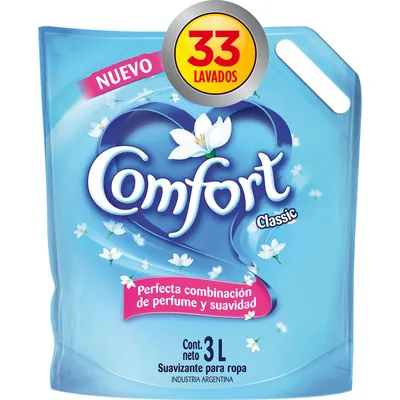 33
LAVADOS
NUEVO
Comfort
Classic
Perfecta combinación
de perfume y suavidad
Cont.
neto 3 L
Suavizante para ropa
INDUSTRIA ARGENTINA